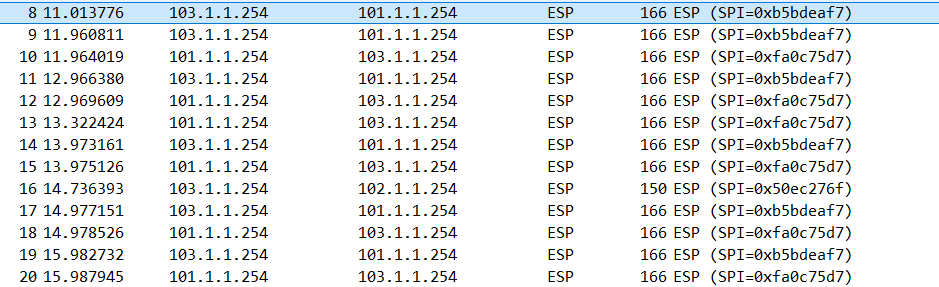 8 11.013776 103.1.1.254 101.1.1.254 ESP 166 ESP (SPI=0xb5bdeaf7)
9 11.960811 103.1.1.254 101.1.1.254 ESP 166 ESP (SPI=0xb5bdeaf7)
10 11.964019 101.1.1.254 103.1.1.254 ESP 166 ESP (SPI=0xfa0c75d7)
11 12.966380 103.1.1.254 101.1.1.254 ESP 166 ESP (SPI=0xb5bdeaf7)
12 12.969609 101.1.1.254 103.1.1.254 ESP 166 ESP (SPI=0xfa0c75d7)
13 13.322424 101.1.1.254 103.1.1.254 ESP 166 ESP (SPI=0xfa0c75d7)
14 13.973161 103.1.1.254 101.1.1.254 ESP 166 ESP (SPI=0xb5bdeaf7)
15 13.975126 101.1.1.254 103.1.1.254 ESP 166 ESP (SPI=0xfa0c75d7)
16 14.736393 103.1.1.254 102.1.1.254 ESP 150 ESP (SPI=0x50ec276f)
17 14.977151 103.1.1.254 101.1.1.254 ESP 166 ESP (SPI=0xb5bdeaf7)
18 14.978526 101.1.1.254 103.1.1.254 ESP 166 ESP (SPI=0xfa0c75d7)
19 15.982732 103.1.1.254 101.1.1.254 ESP 166 ESP (SPI=0xb5bdeaf7)
20 15.987945 101.1.1.254 103.1.1.254 ESP 166 ESP (SPI=0xfa0c75d7)